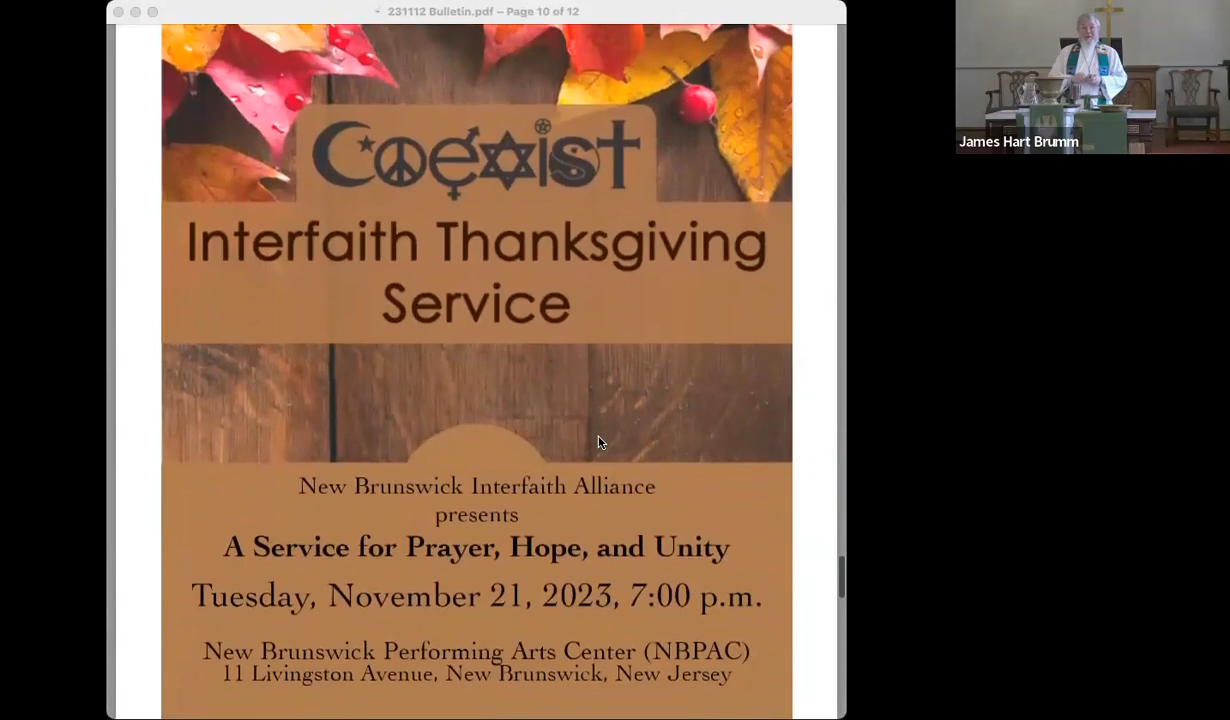 231112 Bulletin.pdf – Page 10 of 12
Coexist
Interfaith Thanksgiving
Service
New Brunswick Interfaith Alliance
presents
A Service for Prayer, Hope, and Unity
Tuesday, November 21, 2023, 7:00 p.m.
New Brunswick Performing Arts Center (NBPAC)
11 Livingston Avenue, New Brunswick, New Jersey
James Hart Brumm